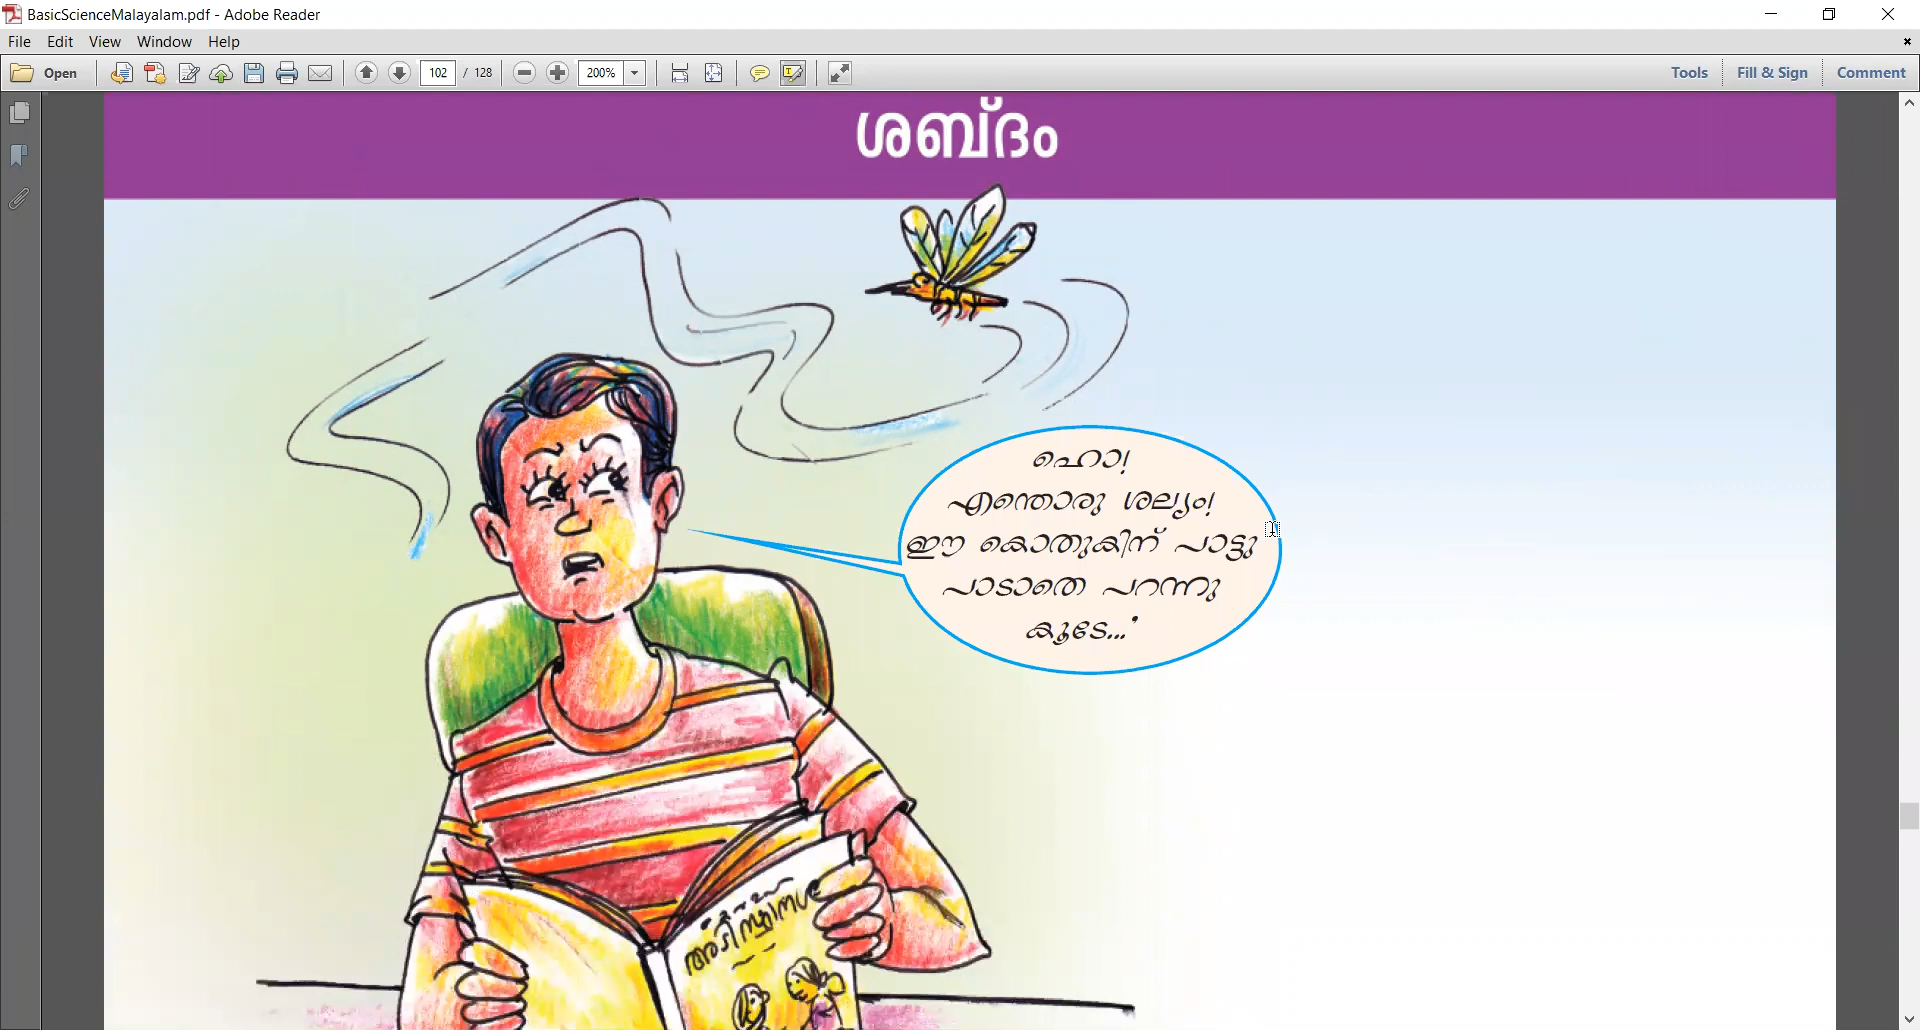 BasicScienceMalayalam.pdf - Adobe Reader
File Edit View Window Help
Open 102 / 128 200% Tools Fill & Sign Comment
ശബ്ദം
ഹൊ!
എന്തൊരു ശല്യം!
ഈ കൊതുകിന് പാട്ടു
പാടാതെ പറന്നു
കൂടേ...'